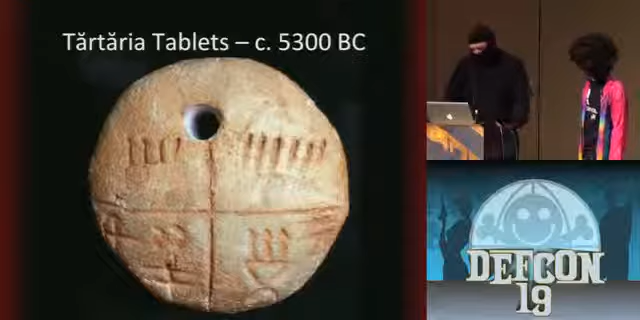 Tărtăria Tablets – c. 5300 BC
DEFCON
19